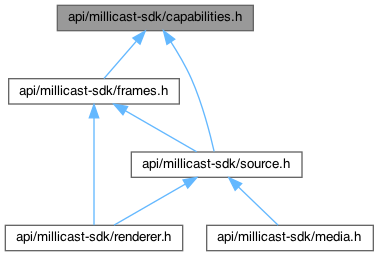 api/millicast-sdk/capabilities.h
api/millicast-sdk/frames.h
api/millicast-sdk/source.h
api/millicast-sdk/renderer.h
api/millicast-sdk/media.h